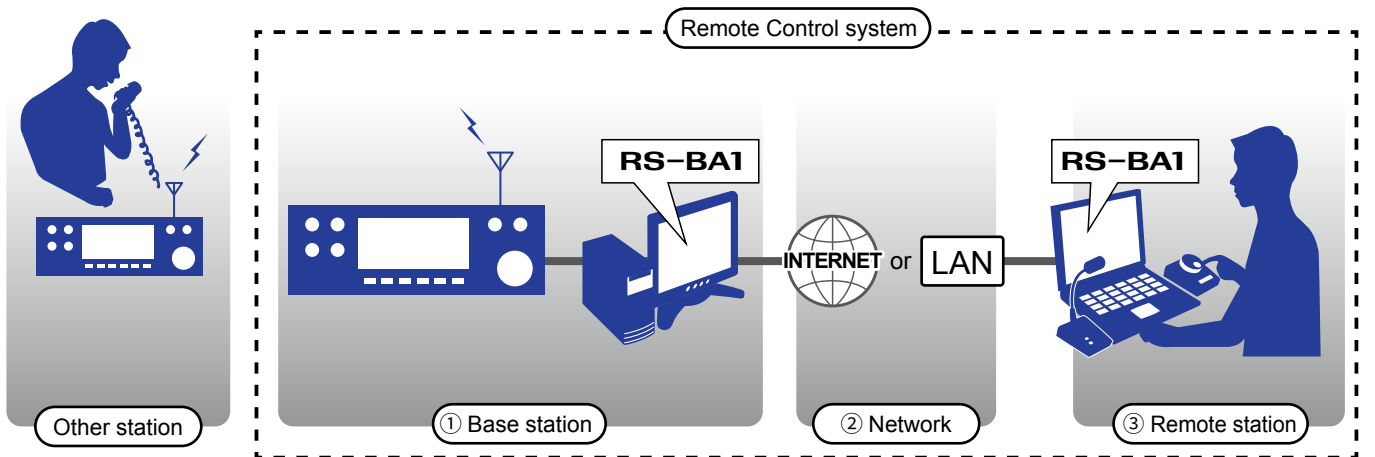 Remote Control system
RS-BA1
RS-BA1
INTERNET or LAN
Other station
① Base station
② Network
③ Remote station